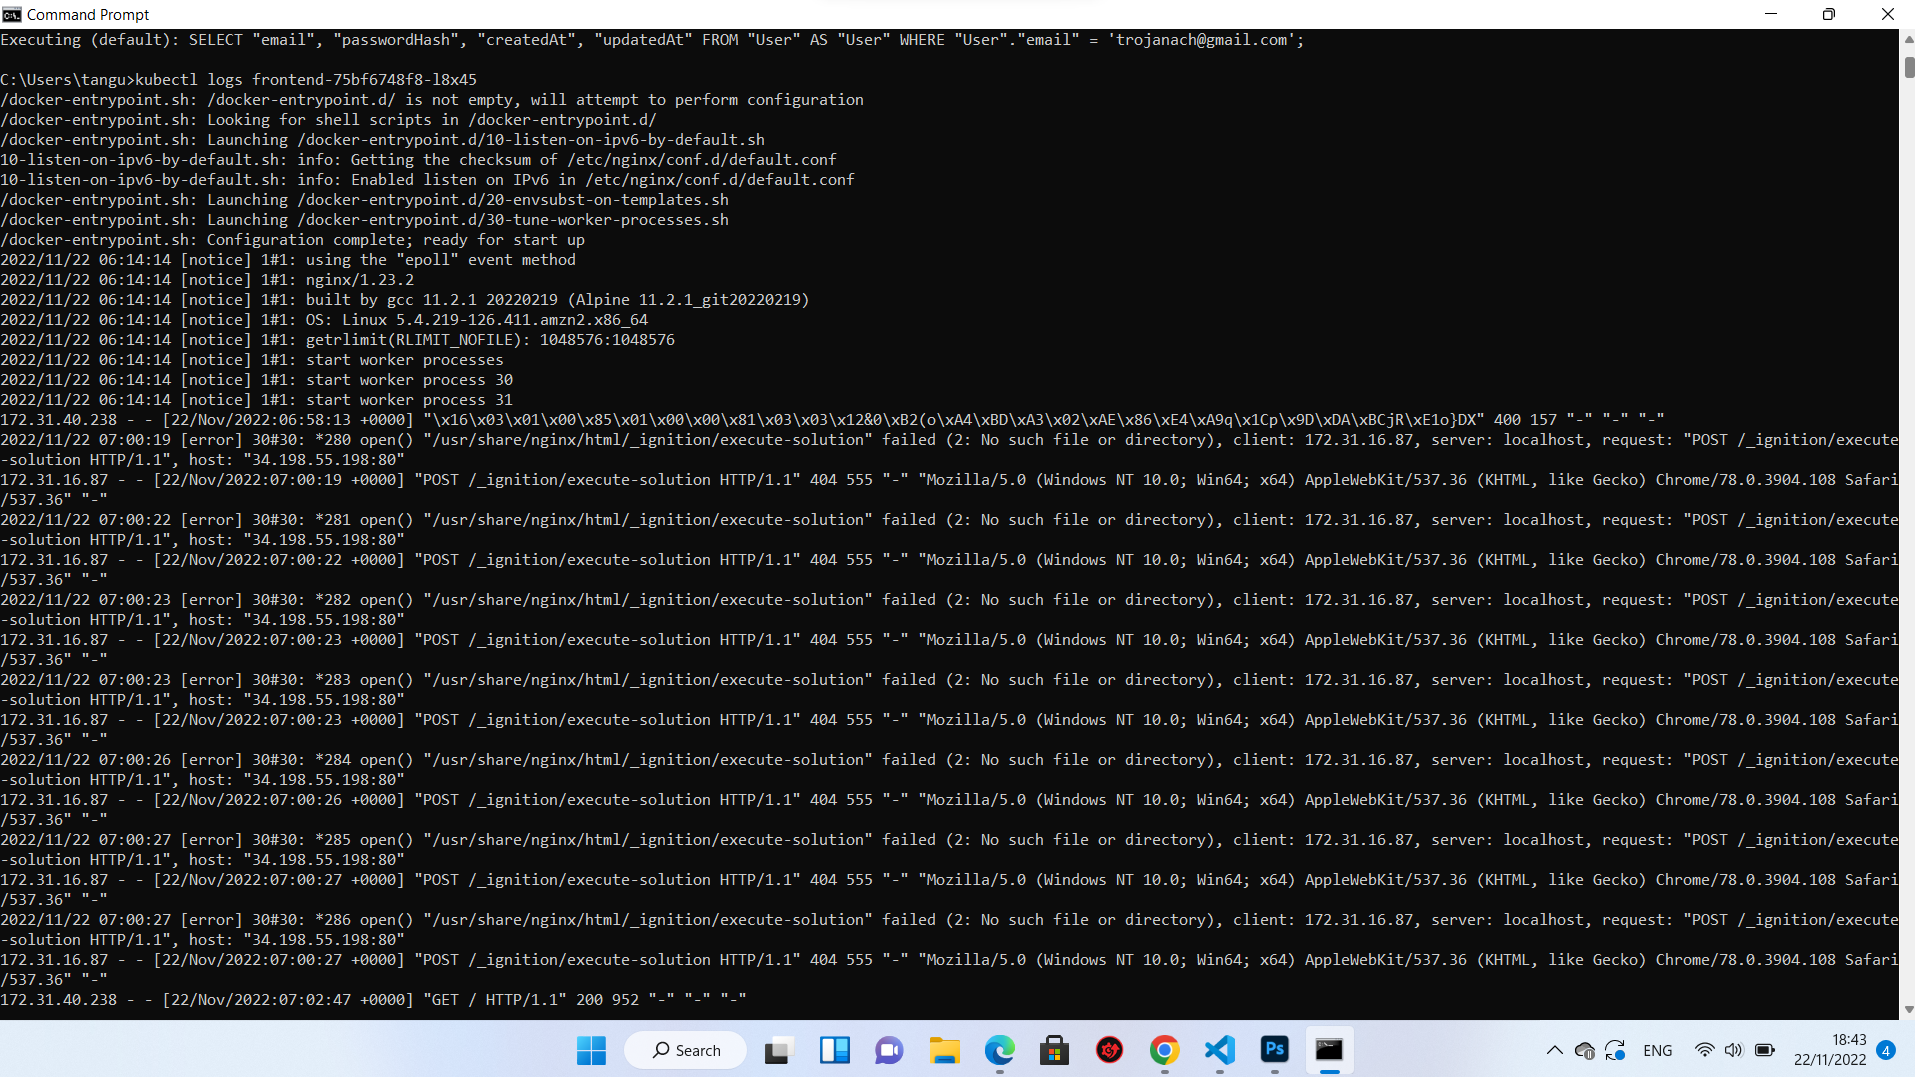 Command Prompt
Executing (default): SELECT "email", "passwordHash", "createdAt", "updatedAt" FROM "User" AS "User" WHERE "User"."email" = 'trojanach@gmail.com';
C:\Users\tangu>kubectl logs frontend-75bf6748f8-l8x45
/docker-entrypoint.sh: /docker-entrypoint.d/ is not empty, will attempt to perform configuration
/docker-entrypoint.sh: Looking for shell scripts in /docker-entrypoint.d/
/docker-entrypoint.sh: Launching /docker-entrypoint.d/10-listen-on-ipv6-by-default.sh
10-listen-on-ipv6-by-default.sh: info: Getting the checksum of /etc/nginx/conf.d/default.conf
10-listen-on-ipv6-by-default.sh: info: Enabled listen on IPv6 in /etc/nginx/conf.d/default.conf
/docker-entrypoint.sh: Launching /docker-entrypoint.d/20-envsubst-on-templates.sh
/docker-entrypoint.sh: Launching /docker-entrypoint.d/30-tune-worker-processes.sh
/docker-entrypoint.sh: Configuration complete; ready for start up
2022/11/22 06:14:14 [notice] 1#1: using the "epoll" event method
2022/11/22 06:14:14 [notice] 1#1: nginx/1.23.2
2022/11/22 06:14:14 [notice] 1#1: built by gcc 11.2.1 20220219 (Alpine 11.2.1_git20220219)
2022/11/22 06:14:14 [notice] 1#1: OS: Linux 5.4.219-126.411.amzn2.x86_64
2022/11/22 06:14:14 [notice] 1#1: getrlimit(RLIMIT_NOFILE): 1048576:1048576
2022/11/22 06:14:14 [notice] 1#1: start worker processes
2022/11/22 06:14:14 [notice] 1#1: start worker process 30
2022/11/22 06:14:14 [notice] 1#1: start worker process 31
172.31.40.238 - - [22/Nov/2022:06:58:13 +0000] "\x16\x03\x01\x00\x85\x01\x00\x00\x81\x03\x03\x12&0\xB2(o\xA4\xBD\xA3\x02\xAE\x86\xE4\xA9q\x1Cp\x9D\xDA\xBCjR\xE1o}DX" 400 157 "-" "-" "-"
2022/11/22 07:00:19 [error] 30#30: *280 open() "/usr/share/nginx/html/_ignition/execute-solution" failed (2: No such file or directory), client: 172.31.16.87, server: localhost, request: "POST /_ignition/execute
-solution HTTP/1.1", host: "34.198.55.198:80"
172.31.16.87 - - [22/Nov/2022:07:00:19 +0000] "POST /_ignition/execute-solution HTTP/1.1" 404 555 "-" "Mozilla/5.0 (Windows NT 10.0; Win64; x64) AppleWebKit/537.36 (KHTML, like Gecko) Chrome/78.0.3904.108 Safari
/537.36" "-"
2022/11/22 07:00:22 [error] 30#30: *281 open() "/usr/share/nginx/html/_ignition/execute-solution" failed (2: No such file or directory), client: 172.31.16.87, server: localhost, request: "POST /_ignition/execute
-solution HTTP/1.1", host: "34.198.55.198:80"
172.31.16.87 - - [22/Nov/2022:07:00:22 +0000] "POST /_ignition/execute-solution HTTP/1.1" 404 555 "-" "Mozilla/5.0 (Windows NT 10.0; Win64; x64) AppleWebKit/537.36 (KHTML, like Gecko) Chrome/78.0.3904.108 Safari
/537.36" "-"
2022/11/22 07:00:23 [error] 30#30: *282 open() "/usr/share/nginx/html/_ignition/execute-solution" failed (2: No such file or directory), client: 172.31.16.87, server: localhost, request: "POST /_ignition/execute
-solution HTTP/1.1", host: "34.198.55.198:80"
172.31.16.87 - - [22/Nov/2022:07:00:23 +0000] "POST /_ignition/execute-solution HTTP/1.1" 404 555 "-" "Mozilla/5.0 (Windows NT 10.0; Win64; x64) AppleWebKit/537.36 (KHTML, like Gecko) Chrome/78.0.3904.108 Safari
/537.36" "-"
2022/11/22 07:00:23 [error] 30#30: *283 open() "/usr/share/nginx/html/_ignition/execute-solution" failed (2: No such file or directory), client: 172.31.16.87, server: localhost, request: "POST /_ignition/execute
-solution HTTP/1.1", host: "34.198.55.198:80"
172.31.16.87 - - [22/Nov/2022:07:00:23 +0000] "POST /_ignition/execute-solution HTTP/1.1" 404 555 "-" "Mozilla/5.0 (Windows NT 10.0; Win64; x64) AppleWebKit/537.36 (KHTML, like Gecko) Chrome/78.0.3904.108 Safari
/537.36" "-"
2022/11/22 07:00:26 [error] 30#30: *284 open() "/usr/share/nginx/html/_ignition/execute-solution" failed (2: No such file or directory), client: 172.31.16.87, server: localhost, request: "POST /_ignition/execute
-solution HTTP/1.1", host: "34.198.55.198:80"
172.31.16.87 - - [22/Nov/2022:07:00:26 +0000] "POST /_ignition/execute-solution HTTP/1.1" 404 555 "-" "Mozilla/5.0 (Windows NT 10.0; Win64; x64) AppleWebKit/537.36 (KHTML, like Gecko) Chrome/78.0.3904.108 Safari
/537.36" "-"
2022/11/22 07:00:27 [error] 30#30: *285 open() "/usr/share/nginx/html/_ignition/execute-solution" failed (2: No such file or directory), client: 172.31.16.87, server: localhost, request: "POST /_ignition/execute
-solution HTTP/1.1", host: "34.198.55.198:80"
172.31.16.87 - - [22/Nov/2022:07:00:27 +0000] "POST /_ignition/execute-solution HTTP/1.1" 404 555 "-" "Mozilla/5.0 (Windows NT 10.0; Win64; x64) AppleWebKit/537.36 (KHTML, like Gecko) Chrome/78.0.3904.108 Safari
/537.36" "-"
2022/11/22 07:00:27 [error] 30#30: *286 open() "/usr/share/nginx/html/_ignition/execute-solution" failed (2: No such file or directory), client: 172.31.16.87, server: localhost, request: "POST /_ignition/execute
-solution HTTP/1.1", host: "34.198.55.198:80"
172.31.16.87 - - [22/Nov/2022:07:00:27 +0000] "POST /_ignition/execute-solution HTTP/1.1" 404 555 "-" "Mozilla/5.0 (Windows NT 10.0; Win64; x64) AppleWebKit/537.36 (KHTML, like Gecko) Chrome/78.0.3904.108 Safari
/537.36" "-"
172.31.40.238 - - [22/Nov/2022:07:02:47 +0000] "GET / HTTP/1.1" 200 952 "-" "-" "-"
Search
Ps
ENG
18:43
22/11/2022
4